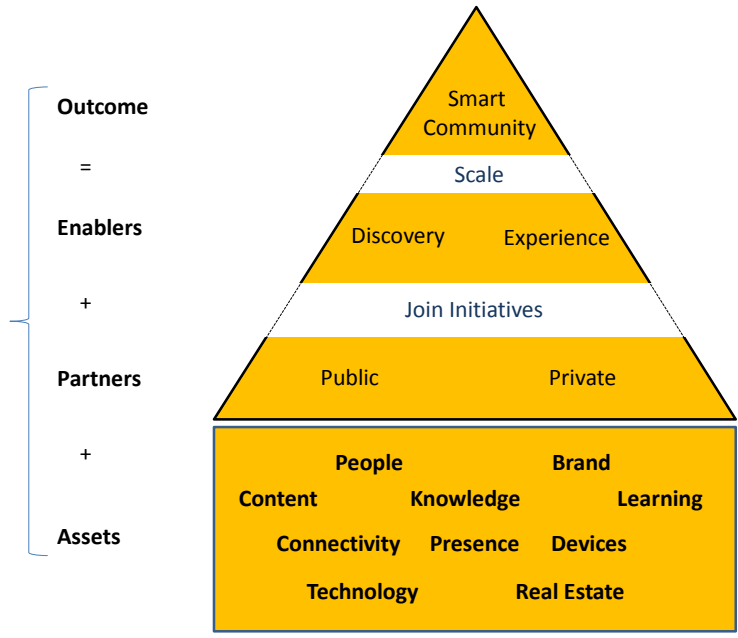 Outcome
=
Enablers
+
Partners
+
Assets
Smart
Community
Scale
Discovery Experience
Join Initiatives
Public Private
People Brand
Content Knowledge Learning
Connectivity Presence Devices
Technology Real Estate